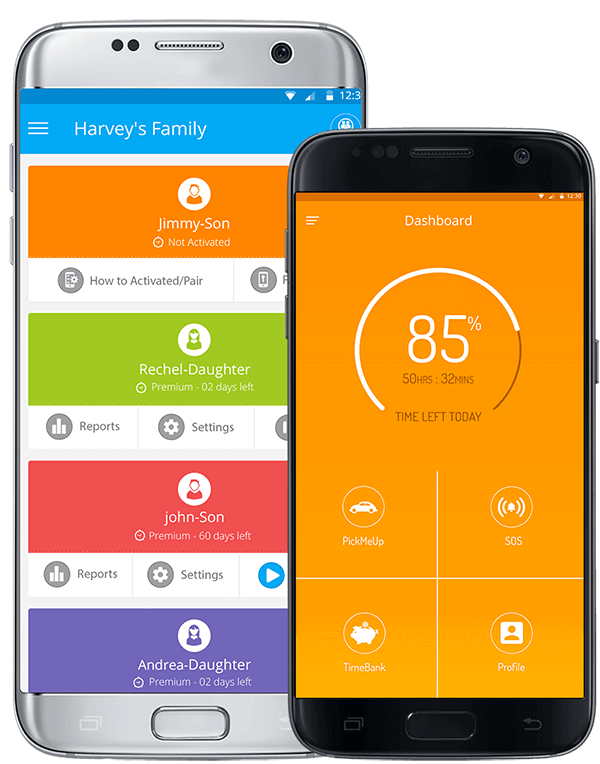 12:3
Harvey's Family
Jimmy-Son
Not Activated
How to Activated/Pair
Rechel-Daughter
Premium - 02 days left
Reports
Settings
john-Son
Premium - 60 days left
Reports
Settings
Andrea-Daughter
Premium - 02 days left
12:30
Dashboard
85%
50HRS : 32MINS
TIME LEFT TODAY
PickMeUp
SOS
TimeBank
Profile